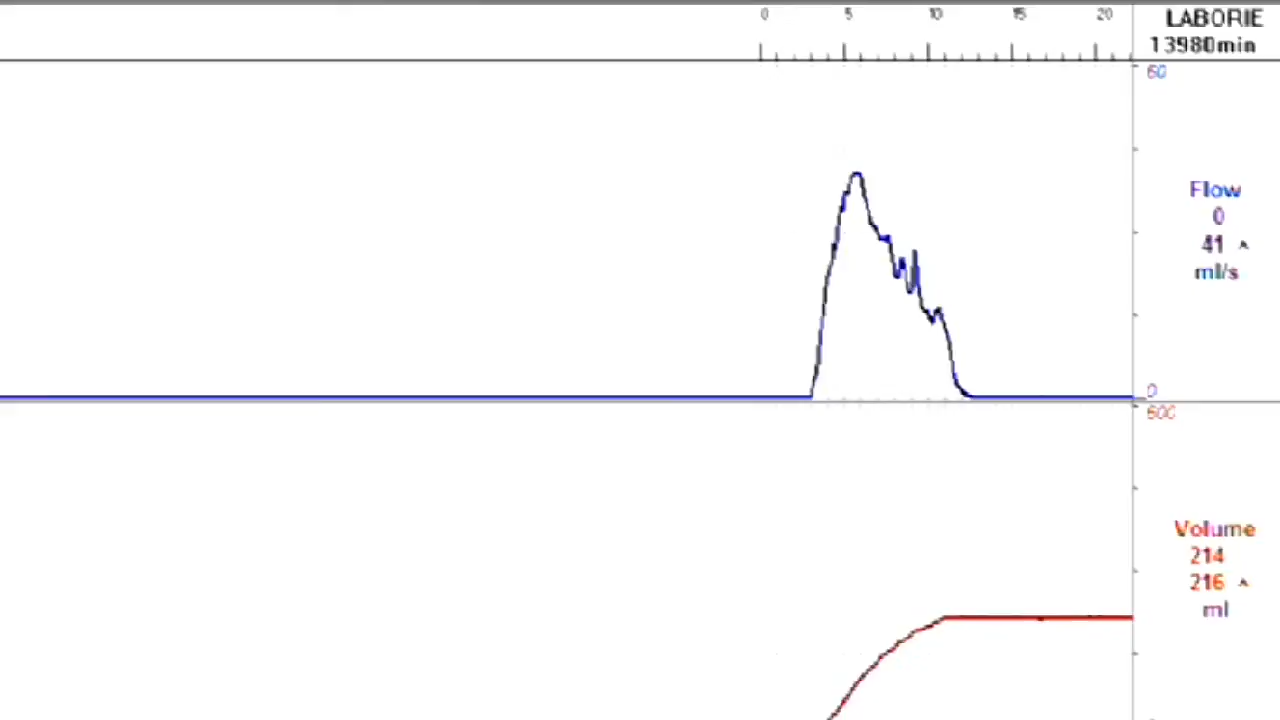 0 5 10 15 20
LABORIE
13980min
60
Flow
0
41 ^
ml/s
0
600
Volume
214
216 ^
ml